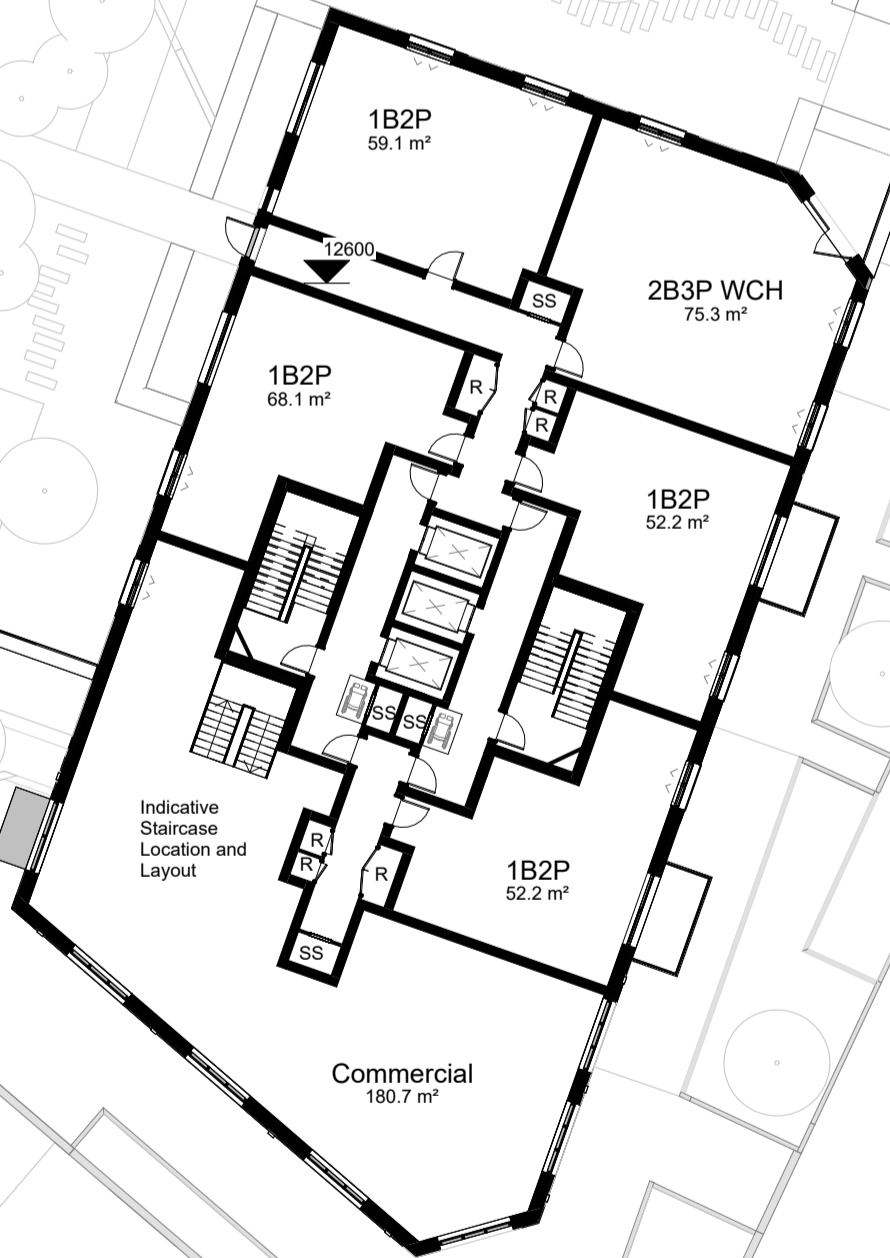 1B2P
59.1 m²
12600
SS
2B3P WCH
75.3 m²
1B2P
68.1 m²
R
R
R
1B2P
52.2 m²
SS
SS
Indicative
Staircase
Location and
Layout
R
R
R
1B2P
52.2 m²
SS
Commercial
180.7 m²